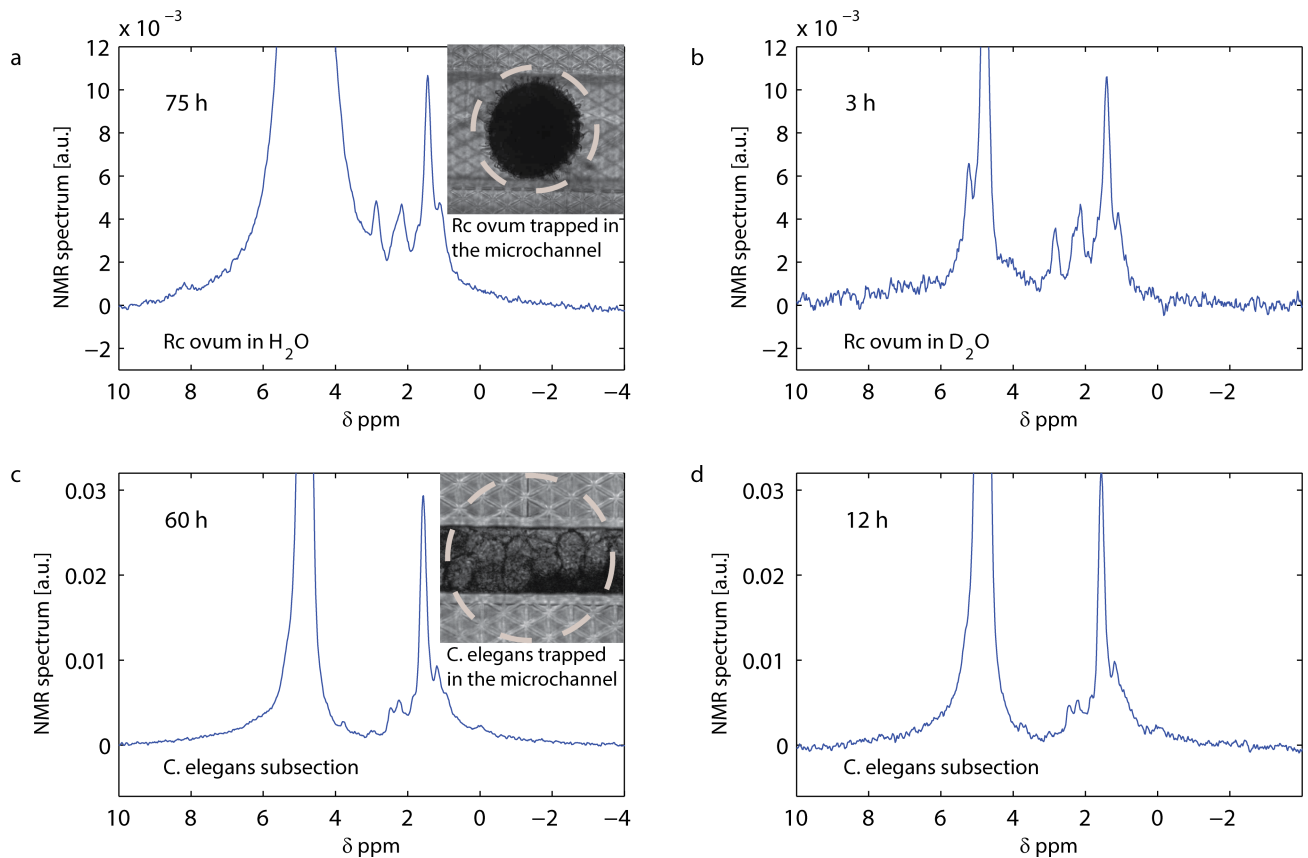 a
x 10⁻³
12
10
8
6
4
2
0
−2
NMR spectrum [a.u.]
75 h
Rc ovum trapped in
the microchannel
Rc ovum in H₂O
10 8 6 4 2 0 −2 −4
δ ppm
b
x 10⁻³
12
10
8
6
4
2
0
−2
NMR spectrum [a.u.]
3 h
Rc ovum in D₂O
10 8 6 4 2 0 −2
δ ppm
c
0.03
0.02
0.01
0
NMR spectrum [a.u.]
60 h
C. elegans trapped
in the microchannel
C. elegans subsection
10 8 6 4 2 0 −2 −4
δ ppm
d
0.03
0.02
0.01
0
NMR spectrum [a.u.]
12 h
C. elegans subsection
10 8 6 4 2 0 −2
δ ppm